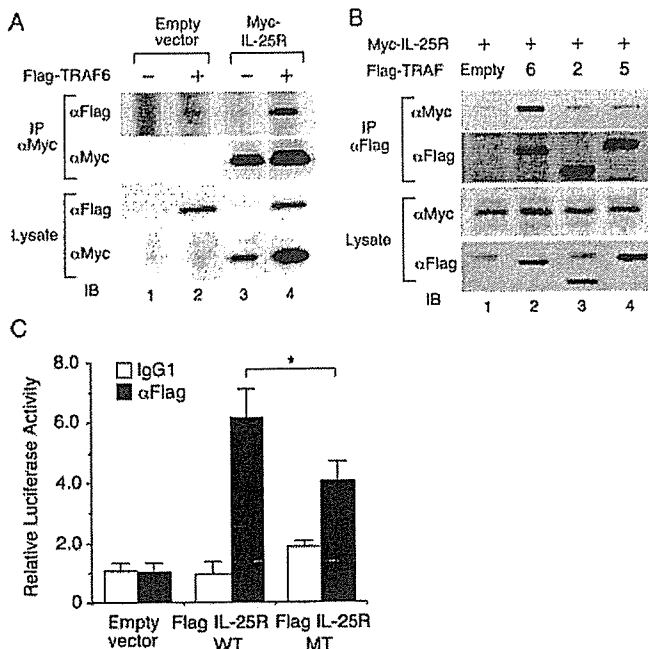 A
Empty vector
Myc-IL-25R
Flag-TRAF6 − + − +
IP αMyc
αFlag
αMyc
Lysate
αFlag
αMyc
IB 1 2 3 4
B
Myc-IL-25R + + + +
Flag-TRAF Empty 6 2 5
IP αFlag
αMyc
αFlag
Lysate
αMyc
αFlag
IB 1 2 3 4
C
IgG1
αFlag
*
Relative Luciferase Activity
8.0
6.0
4.0
2.0
0
Empty vector
Flag IL-25R WT
Flag IL-25R MT